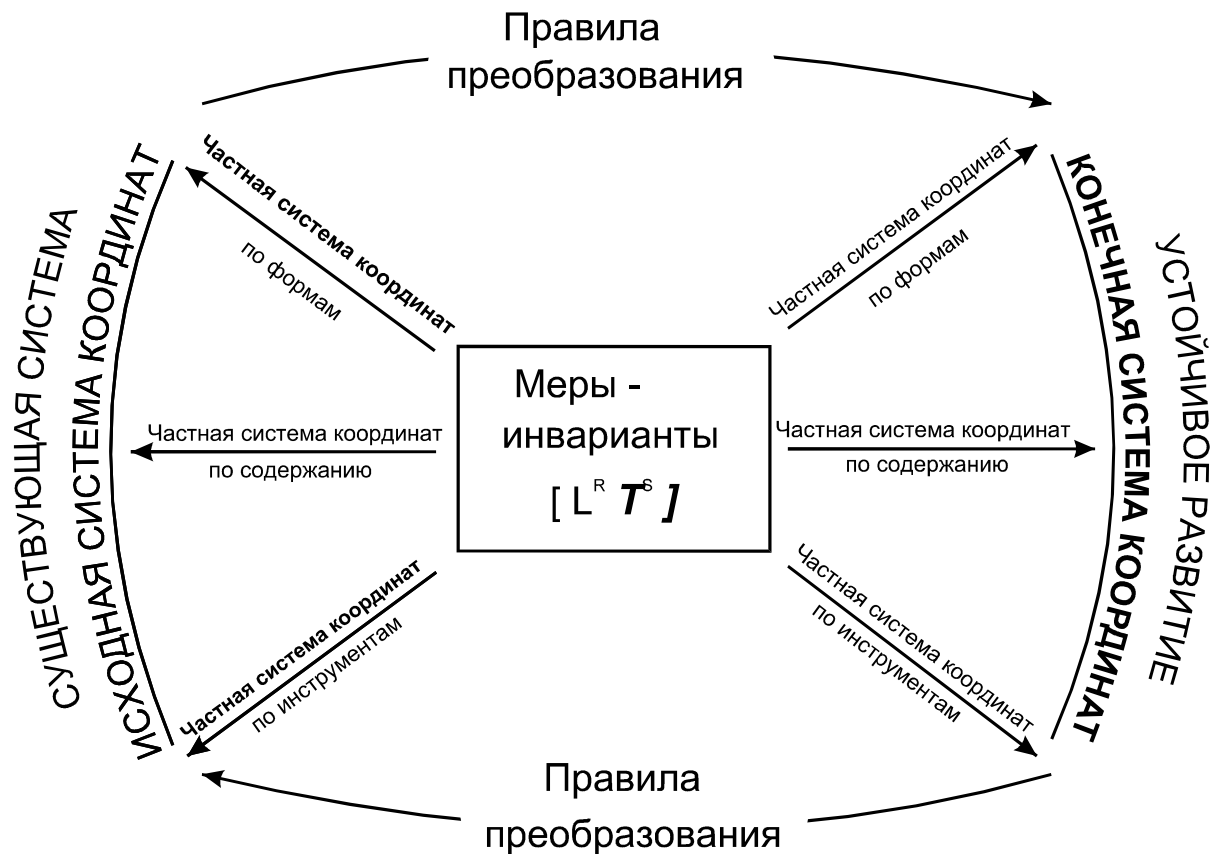 Правила
преобразования
СУЩЕСТВУЮЩАЯ СИСТЕМА
ИСХОДНАЯ СИСТЕМА КООРДИНАТ
Частная система координат
по формам
Частная система координат
по содержанию
Частная система координат
по инструментам
Меры -
инварианты
[ L^R T^S ]
Частная система координат
по формам
Частная система координат
по содержанию
Частная система координат
по инструментам
КОНЕЧНАЯ СИСТЕМА КООРДИНАТ
УСТОЙЧИВОЕ РАЗВИТИЕ
Правила
преобразования